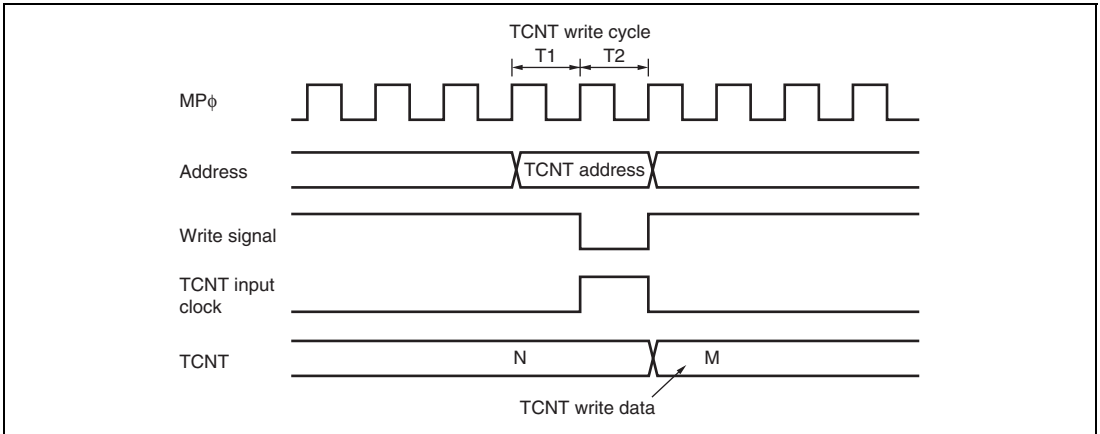 TCNT write cycle
T1 T2
MPϕ
Address
TCNT address
Write signal
TCNT input
clock
TCNT
N
M
TCNT write data